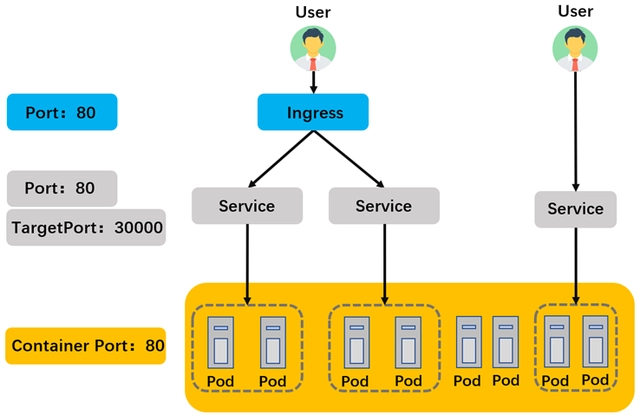 User
User
Port：80
Ingress
Port：80
TargetPort：30000
Service
Service
Service
Container Port：80
Pod
Pod
Pod
Pod
Pod
Pod
Pod
Pod